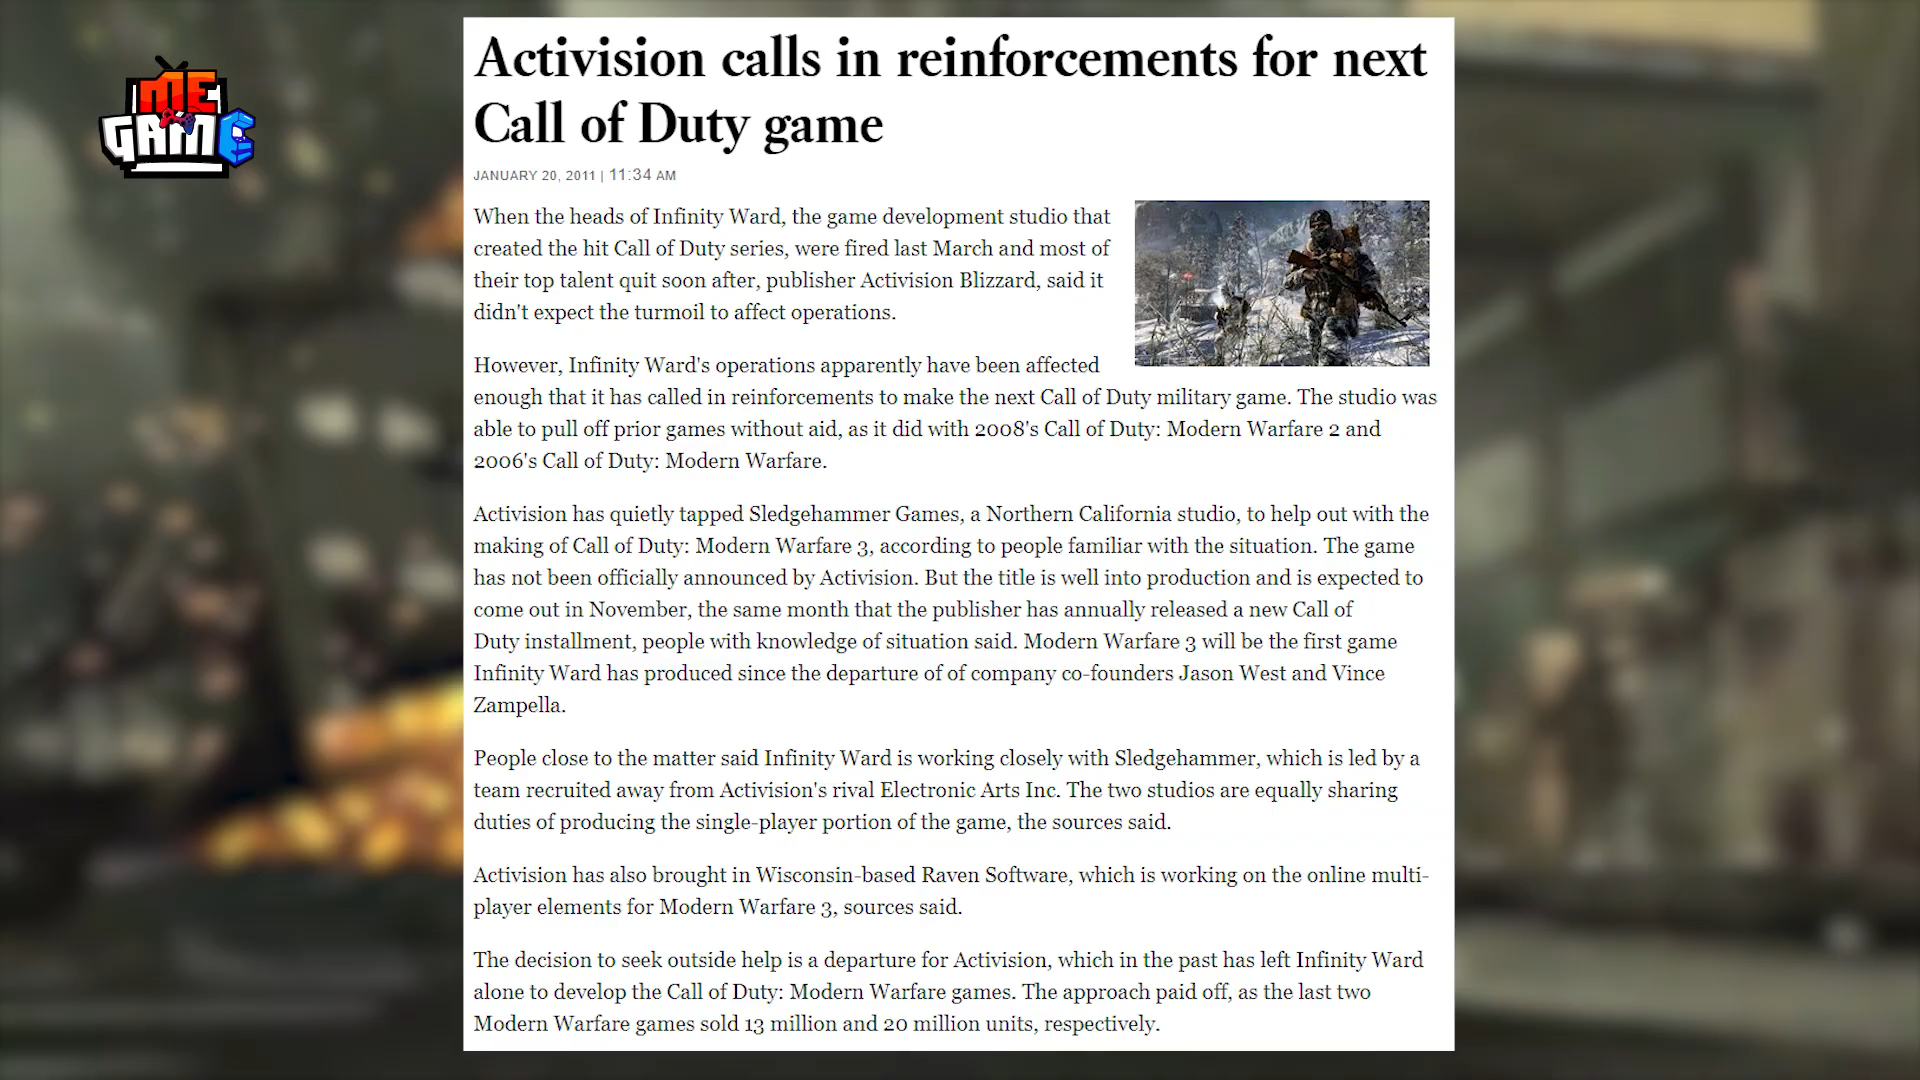 ME
GAME
Activision calls in reinforcements for next
Call of Duty game
JANUARY 20, 2011 | 11:34 AM
When the heads of Infinity Ward, the game development studio that
created the hit Call of Duty series, were fired last March and most of
their top talent quit soon after, publisher Activision Blizzard, said it
didn't expect the turmoil to affect operations.
However, Infinity Ward's operations apparently have been affected
enough that it has called in reinforcements to make the next Call of Duty military game. The studio was
able to pull off prior games without aid, as it did with 2008's Call of Duty: Modern Warfare 2 and
2006's Call of Duty: Modern Warfare.
Activision has quietly tapped Sledgehammer Games, a Northern California studio, to help out with the
making of Call of Duty: Modern Warfare 3, according to people familiar with the situation. The game
has not been officially announced by Activision. But the title is well into production and is expected to
come out in November, the same month that the publisher has annually released a new Call of
Duty installment, people with knowledge of situation said. Modern Warfare 3 will be the first game
Infinity Ward has produced since the departure of of company co-founders Jason West and Vince
Zampella.
People close to the matter said Infinity Ward is working closely with Sledgehammer, which is led by a
team recruited away from Activision's rival Electronic Arts Inc. The two studios are equally sharing
duties of producing the single-player portion of the game, the sources said.
Activision has also brought in Wisconsin-based Raven Software, which is working on the online multi-
player elements for Modern Warfare 3, sources said.
The decision to seek outside help is a departure for Activision, which in the past has left Infinity Ward
alone to develop the Call of Duty: Modern Warfare games. The approach paid off, as the last two
Modern Warfare games sold 13 million and 20 million units, respectively.